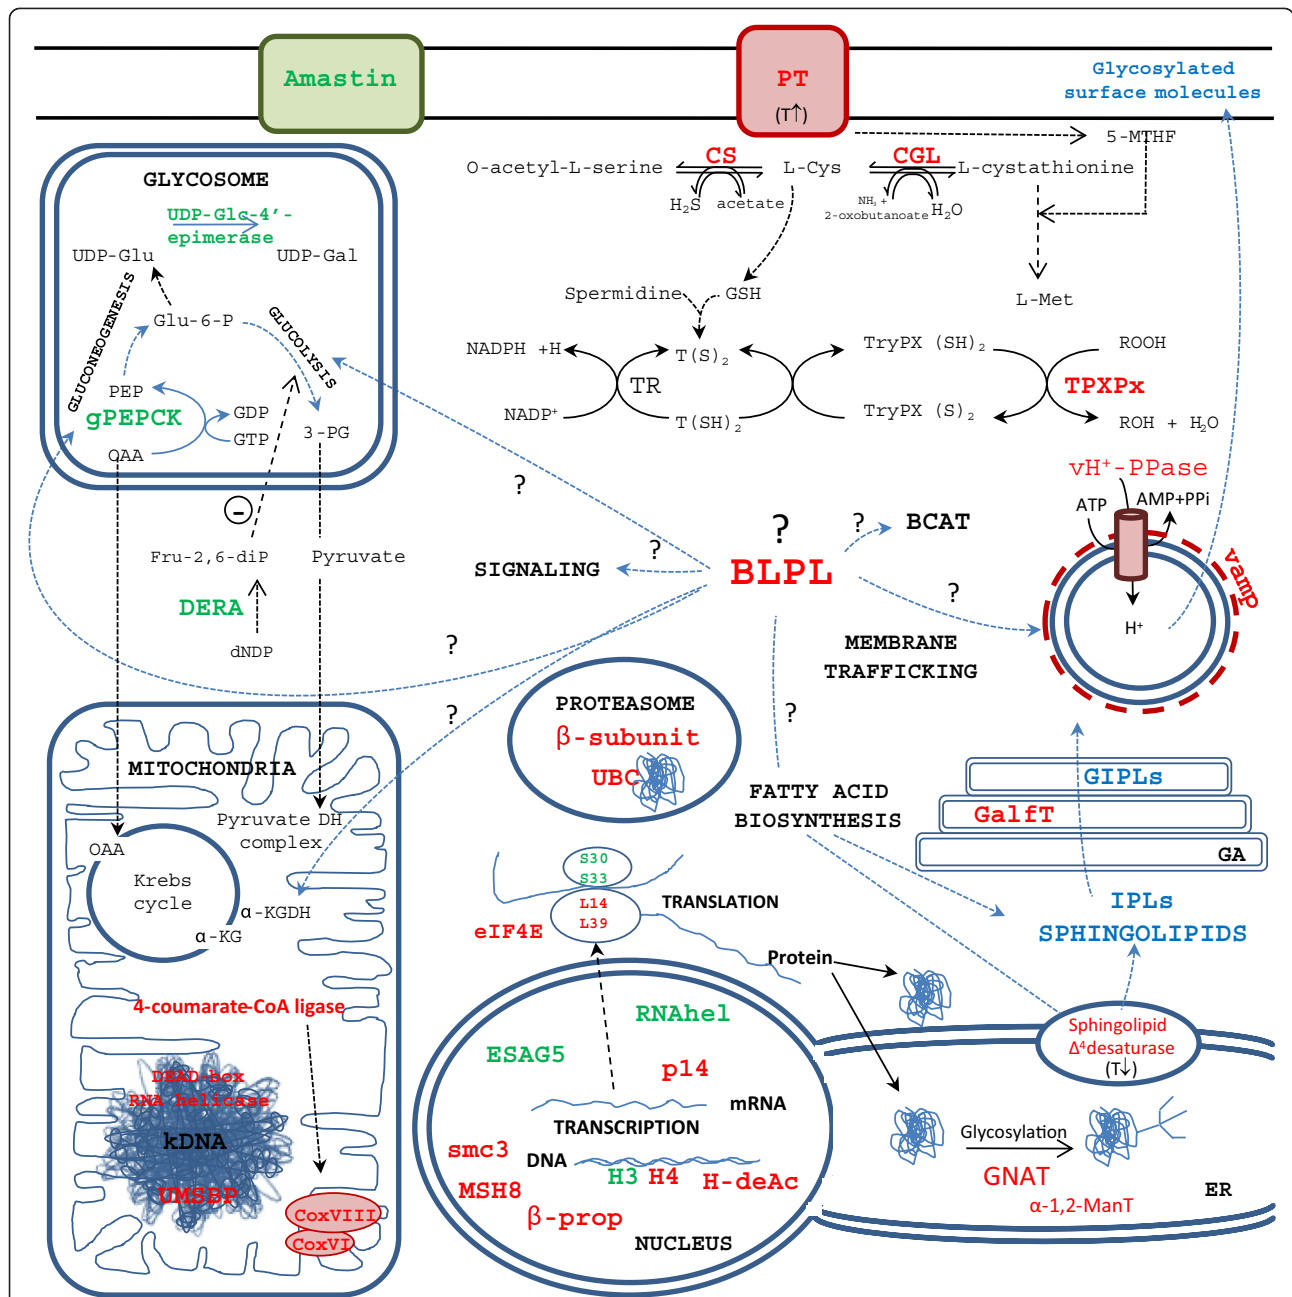 Amastin
PT
(T↑)
Glycosylated
surface molecules
5-MTHF
O-acetyl-L-serine
CS
L-Cys
CGL
L-cystathionine
H₂S
acetate
NH₃ +
2-oxobutanoate
H₂O
L-Met
Spermidine
GSH
GLYCOSOME
UDP-Glc-4’-
epimerase
UDP-Glu
UDP-Gal
GLUCONEOGENESIS
Glu-6-P
GLUCOLYSIS
PEP
gPEPCK
GDP
GTP
OAA
3-PG
NADPH +H
T(S)₂
TryPX (SH)₂
ROOH
TR
TPXPx
NADP⁺
T(SH)₂
TryPX (S)₂
ROH + H₂O
vH⁺-PPase
ATP
AMP+PPi
vamp
H⁺
-
Fru-2,6-diP
Pyruvate
DERA
dNDP
?
?
BLPL
?
BCAT
?
SIGNALING
?
MEMBRANE
TRAFFICKING
?
?
?
PROTEASOME
β-subunit
UBC
FATTY ACID
BIOSYNTHESIS
GIPLs
GalfT
GA
IPLs
SPHINGOLIPIDS
MITOCHONDRIA
Pyruvate DH
complex
OAA
Krebs
cycle
α-KGDH
α-KG
4-coumarate-CoA ligase
DEAD-box
RNA helicase
kDNA
UMSBP
CoxVIII
CoxVI
S30
S33
L14
L39
TRANSLATION
eIF4E
Protein
RNAhel
ESAG5
p14
mRNA
TRANSCRIPTION
smc3
DNA
H3
H4
H-deAc
MSH8
β-prop
NUCLEUS
Sphingolipid
Δ⁴desaturase
(T↓)
Glycosylation
GNAT
α-1,2-ManT
ER